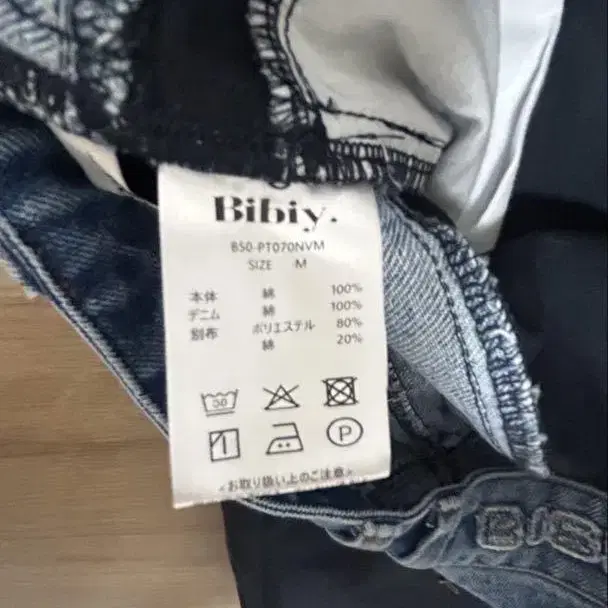 Bibiy.
B50-PT070NVM
SIZE M
本体 綿 100%
デニム 綿 100%
別布 ポリエステル 80%
綿 20%
30
P
<お取り扱い上のご注意>